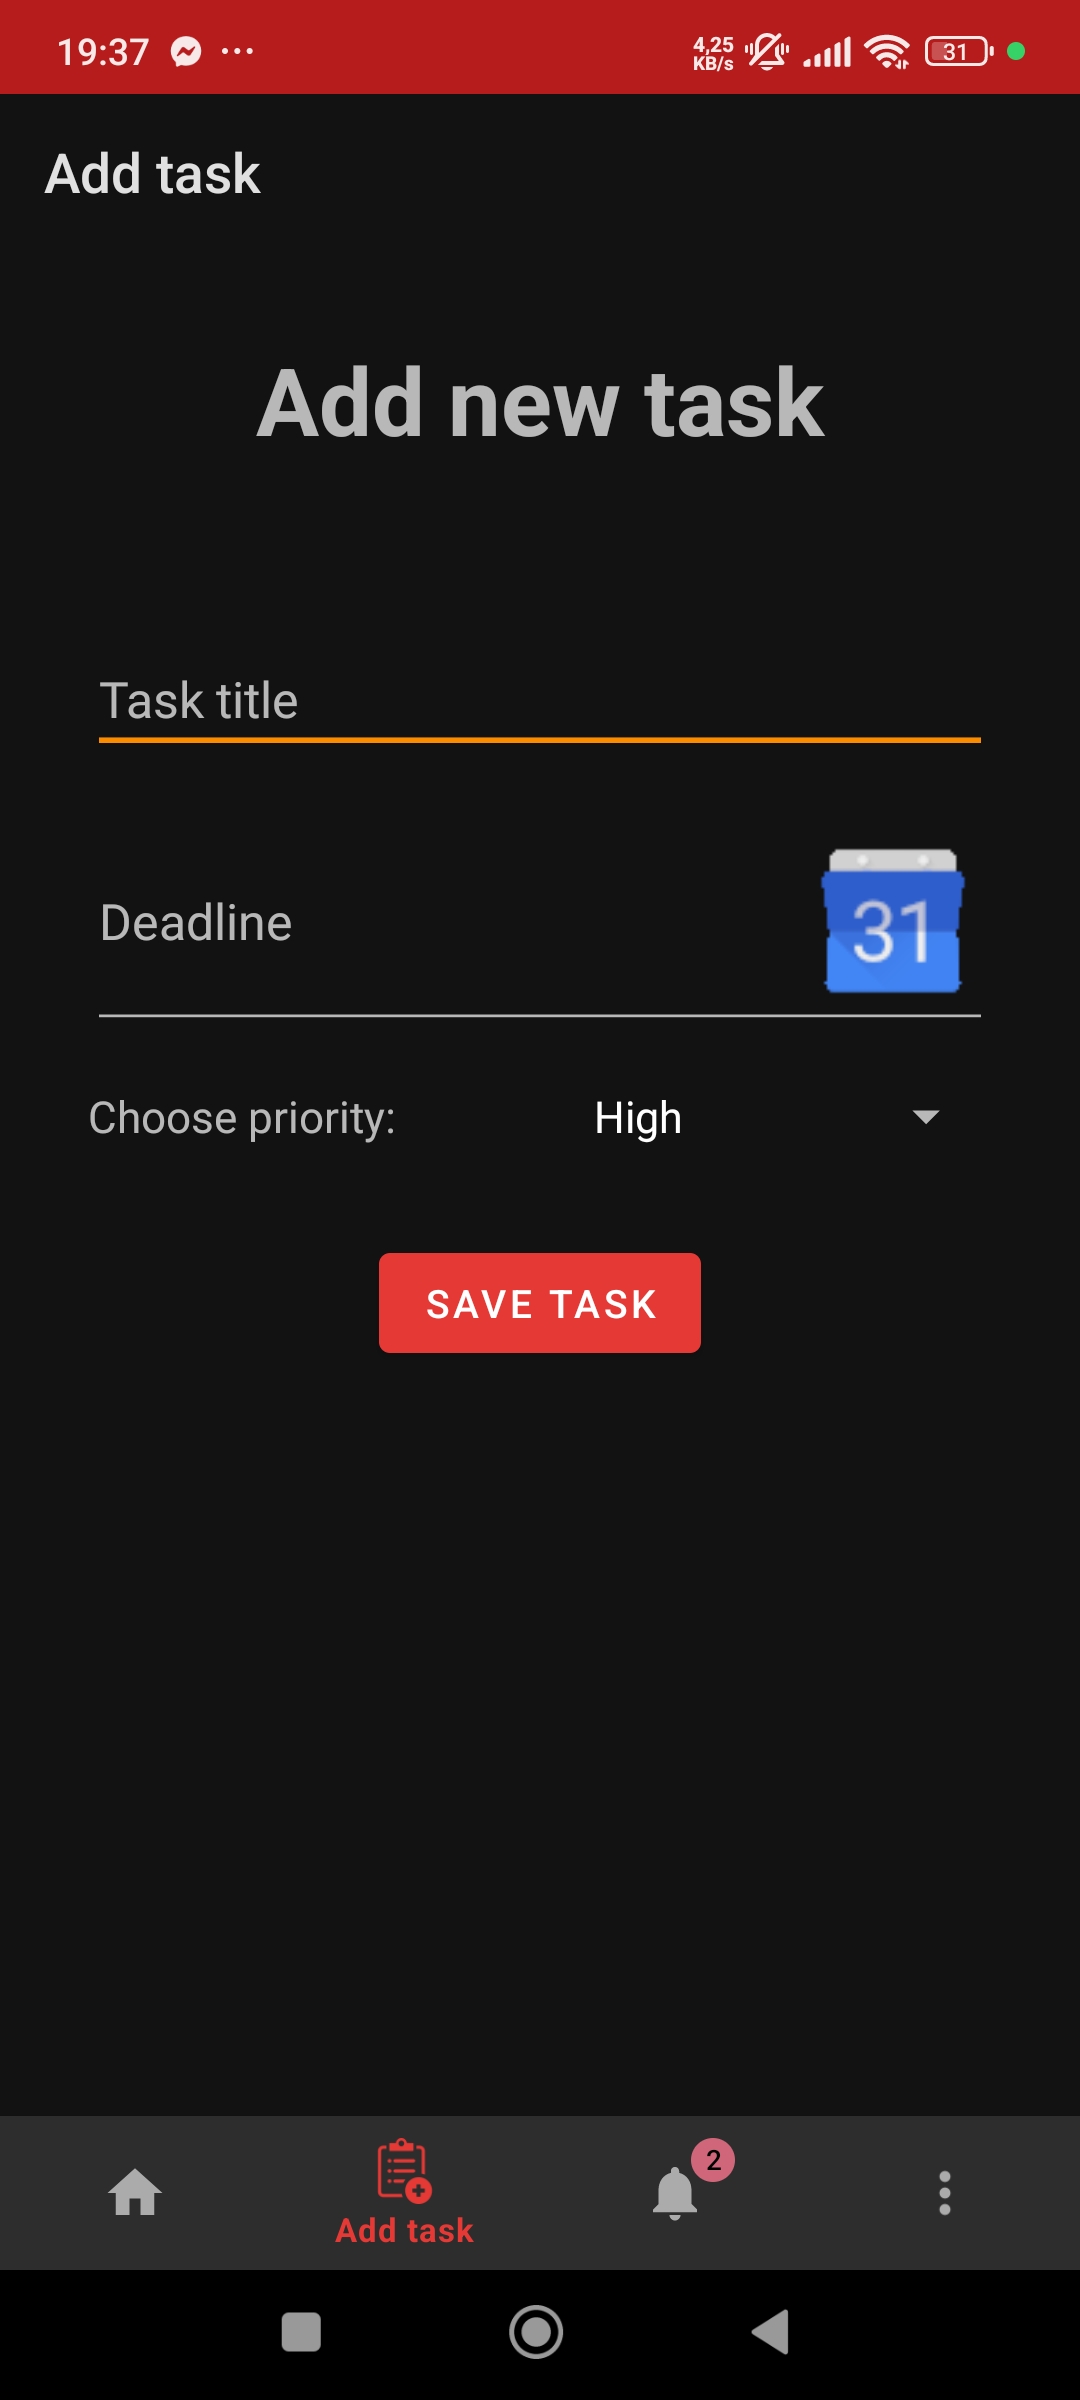 19:37 ... 4,25 KB/s 31
Add task
Add new task
Task title
Deadline 31
Choose priority: High
SAVE TASK
2
Add task